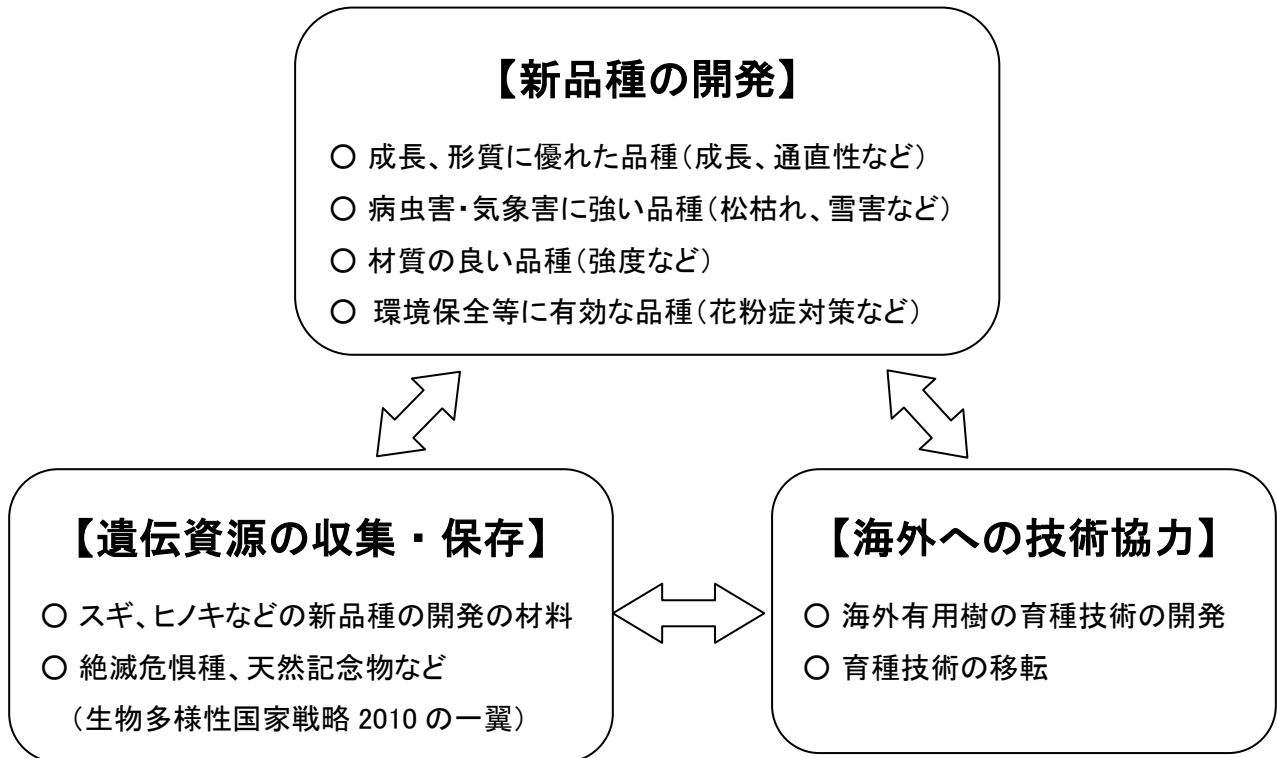 【新品種の開発】
○ 成長、形質に優れた品種（成長、通直性など）
○ 病虫害・気象害に強い品種（松枯れ、雪害など）
○ 材質の良い品種（強度など）
○ 環境保全等に有効な品種（花粉症対策など）
【遺伝資源の収集・保存】
○ スギ、ヒノキなどの新品種の開発の材料
○ 絶滅危惧種、天然記念物など
（生物多様性国家戦略 2010 の一翼）
【海外への技術協力】
○ 海外有用樹の育種技術の開発
○ 育種技術の移転